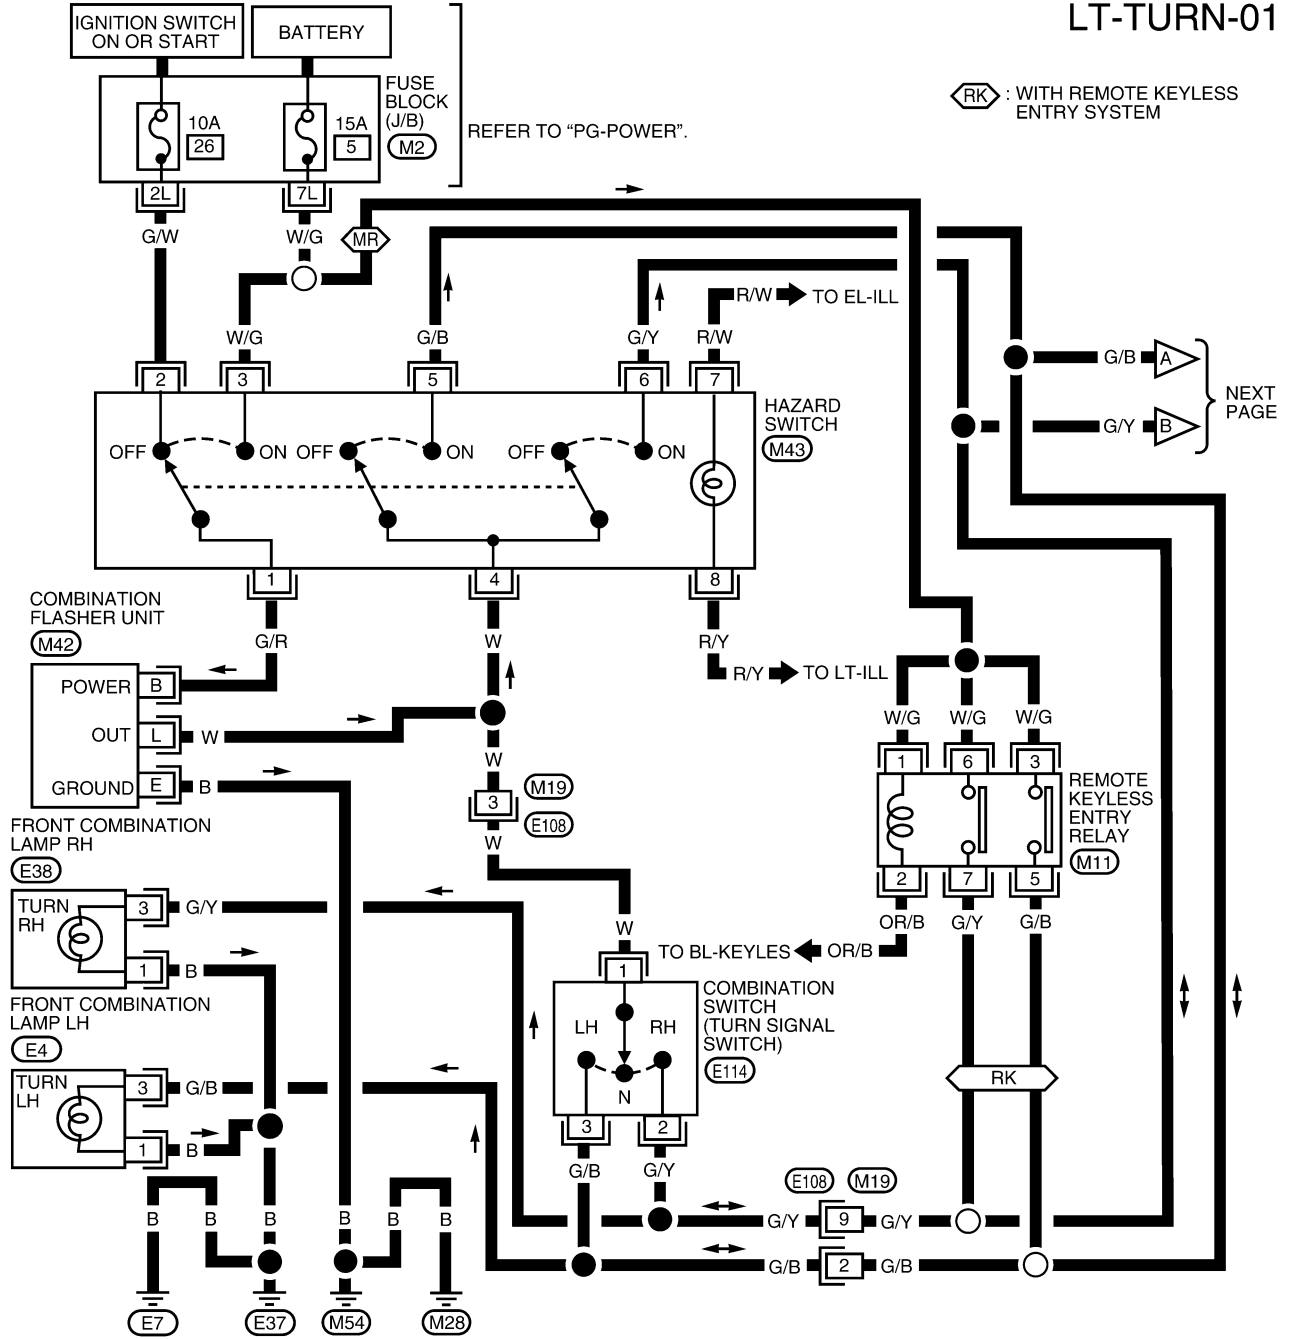 LT-TURN-01
IGNITION SWITCH
ON OR START
BATTERY
FUSE
BLOCK
(J/B)
M2
10A
26
15A
5
REFER TO “PG-POWER”.
RK : WITH REMOTE KEYLESS
ENTRY SYSTEM
2L
7L
G/W
W/G
MR
W/G
G/B
G/Y
R/W
R/W
TO EL-ILL
G/B
A
G/Y
B
NEXT
PAGE
2
3
5
6
7
HAZARD
SWITCH
M43
OFF
ON
OFF
ON
OFF
ON
1
4
8
COMBINATION
FLASHER UNIT
M42
G/R
W
R/Y
R/Y
TO LT-ILL
POWER
B
OUT
L
W
GROUND
E
B
W
3
M19
E108
W
W/G
W/G
W/G
1
6
3
REMOTE
KEYLESS
ENTRY
RELAY
M11
2
7
5
OR/B
G/Y
G/B
TO BL-KEYLES
OR/B
FRONT COMBINATION
LAMP RH
E38
TURN
RH
3
G/Y
1
B
W
1
COMBINATION
SWITCH
(TURN SIGNAL
SWITCH)
E114
LH
RH
N
3
2
G/B
G/Y
FRONT COMBINATION
LAMP LH
E4
TURN
LH
3
G/B
1
B
RK
E108
M19
G/Y
9
G/Y
G/B
2
G/B
B
B
B
B
B
B
E7
E37
M54
M28